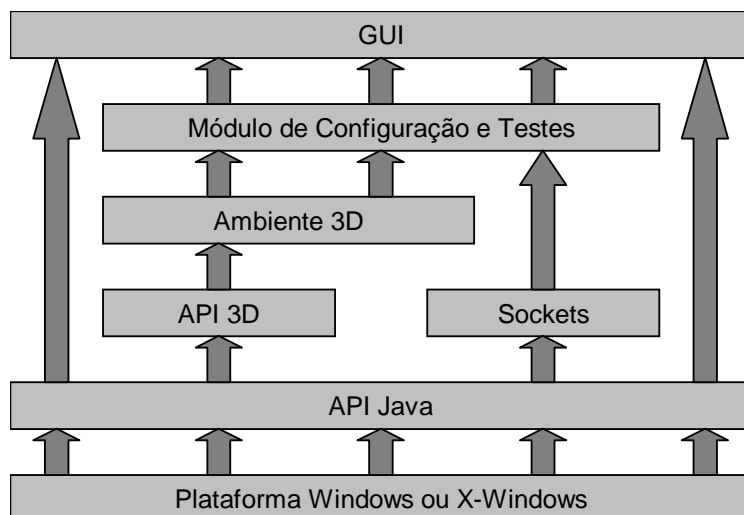 GUI
Módulo de Configuração e Testes
Ambiente 3D
API 3D
Sockets
API Java
Plataforma Windows ou X-Windows